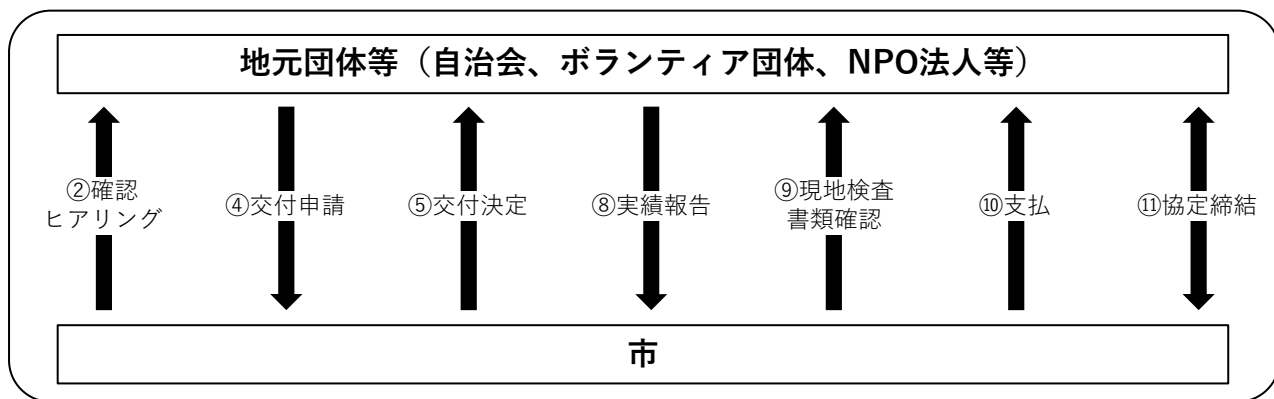 地元団体等（自治会、ボランティア団体、NPO法人等）
②確認
ヒアリング
④交付申請
⑤交付決定
⑧実績報告
⑨現地検査
書類確認
⑩支払
⑪協定締結
市